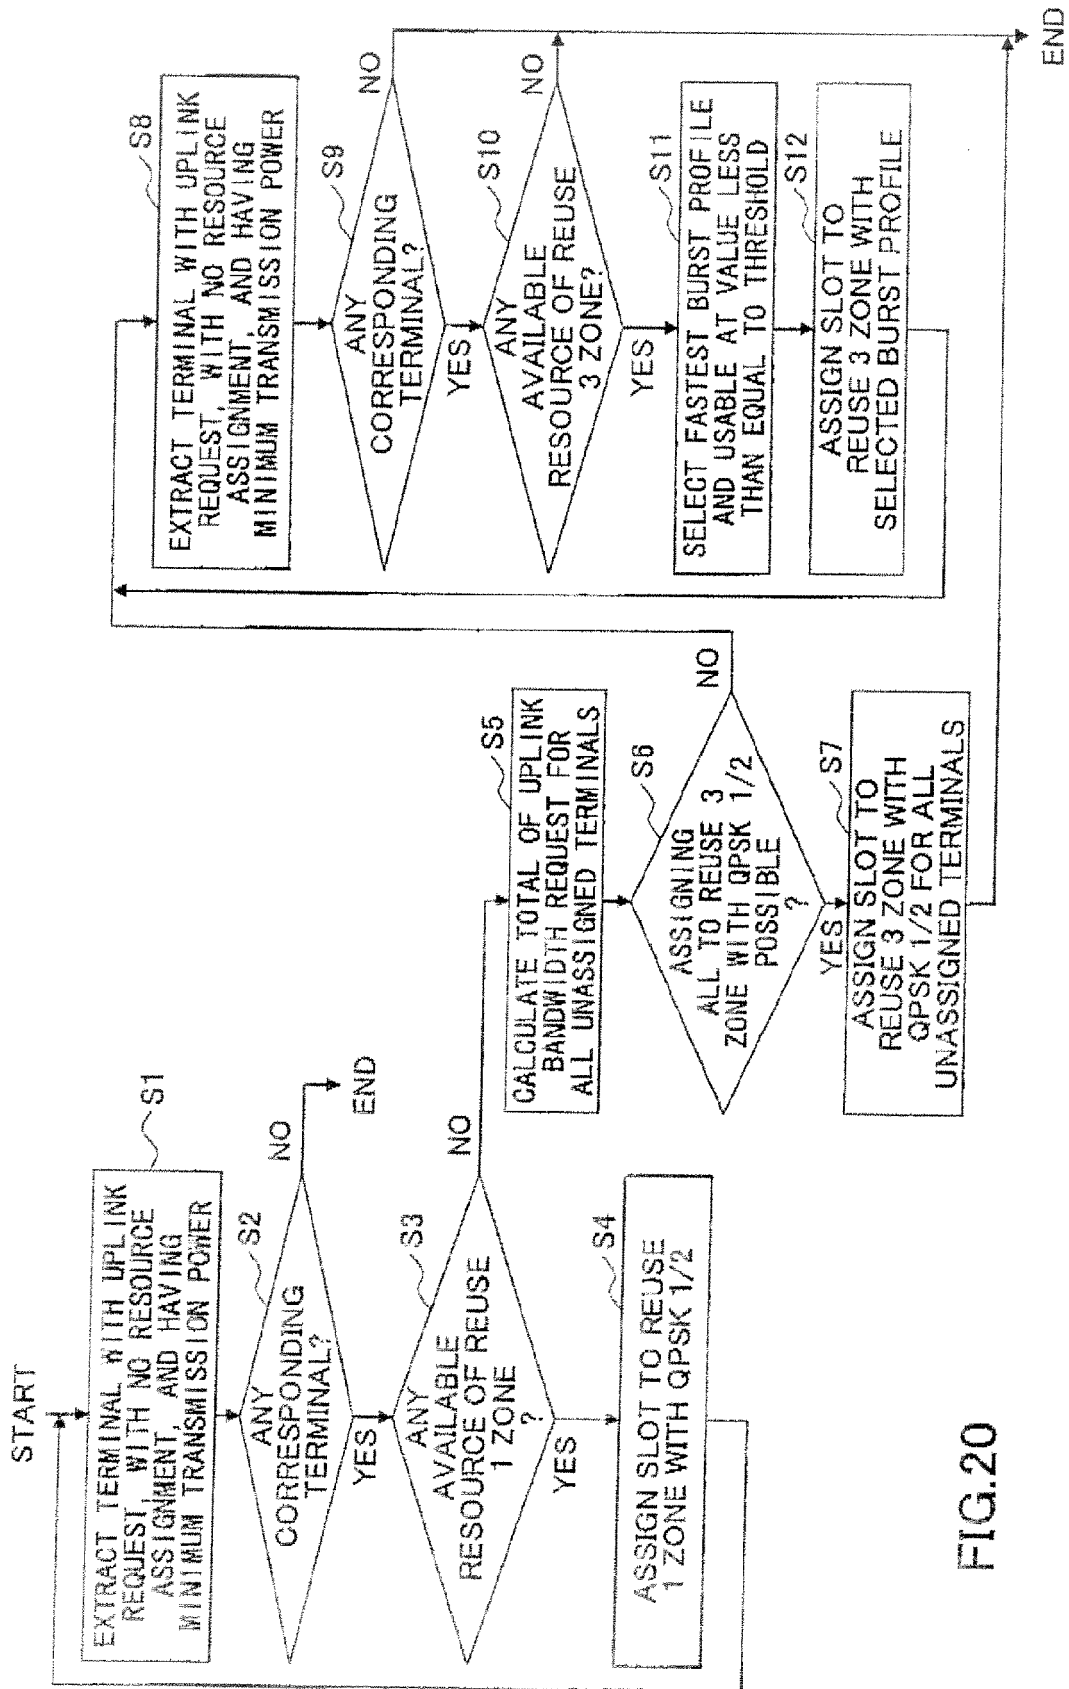 START
EXTRACT TERMINAL WITH UPLINK
REQUEST, WITH NO RESOURCE
ASSIGNMENT, AND HAVING
MINIMUM TRANSMISSION POWER
S1
ANY
CORRESPONDING
TERMINAL?
S2
NO
END
YES
ANY
AVAILABLE
RESOURCE OF REUSE
1 ZONE
?
S3
NO
YES
ASSIGN SLOT TO REUSE
1 ZONE WITH QPSK 1/2
S4
CALCULATE TOTAL OF UPLINK
BANDWIDTH REQUEST FOR
ALL UNASSIGNED TERMINALS
S5
ASSIGNING
ALL TO REUSE 3
ZONE WITH QPSK 1/2
POSSIBLE
?
S6
NO
YES
ASSIGN SLOT TO
REUSE 3 ZONE WITH
QPSK 1/2 FOR ALL
UNASSIGNED TERMINALS
S7
EXTRACT TERMINAL WITH UPLINK
REQUEST, WITH NO RESOURCE
ASSIGNMENT, AND HAVING
MINIMUM TRANSMISSION POWER
S8
ANY
CORRESPONDING
TERMINAL?
S9
NO
YES
ANY
AVAILABLE
RESOURCE OF REUSE
3 ZONE?
S10
NO
YES
SELECT FASTEST BURST PROFILE
AND USABLE AT VALUE LESS
THAN EQUAL TO THRESHOLD
S11
ASSIGN SLOT TO
REUSE 3 ZONE WITH
SELECTED BURST PROFILE
S12
END
FIG.20